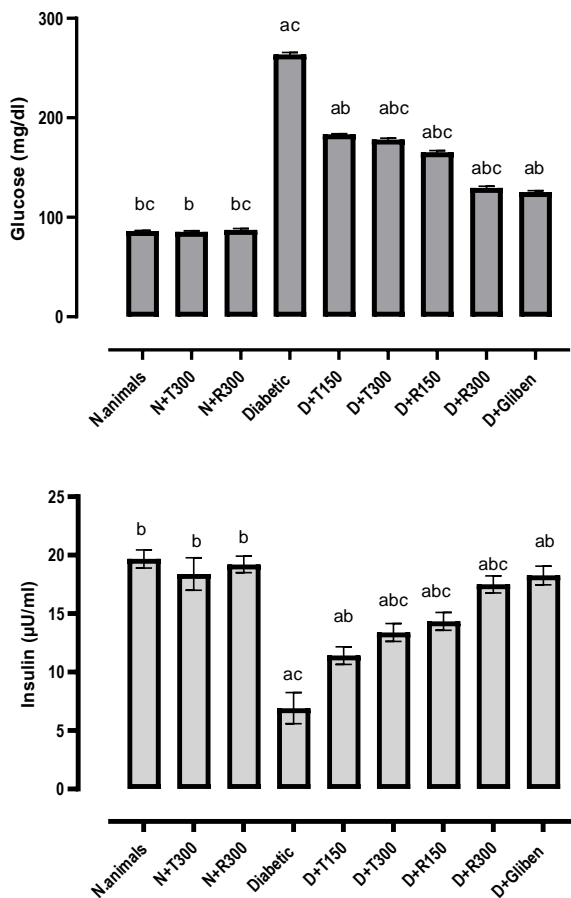 Glucose (mg/dl)
300
200
100
0
bc
b
bc
ac
ab
abc
abc
abc
ab
N.animals
N+T300
N+R300
Diabetic
D+T150
D+T300
D+R150
D+R300
D+Gliben
Insulin (µU/ml)
25
20
15
10
5
0
b
b
b
ac
ab
abc
abc
abc
ab
N.animals
N+T300
N+R300
Diabetic
D+T150
D+T300
D+R150
D+R300
D+Gliben